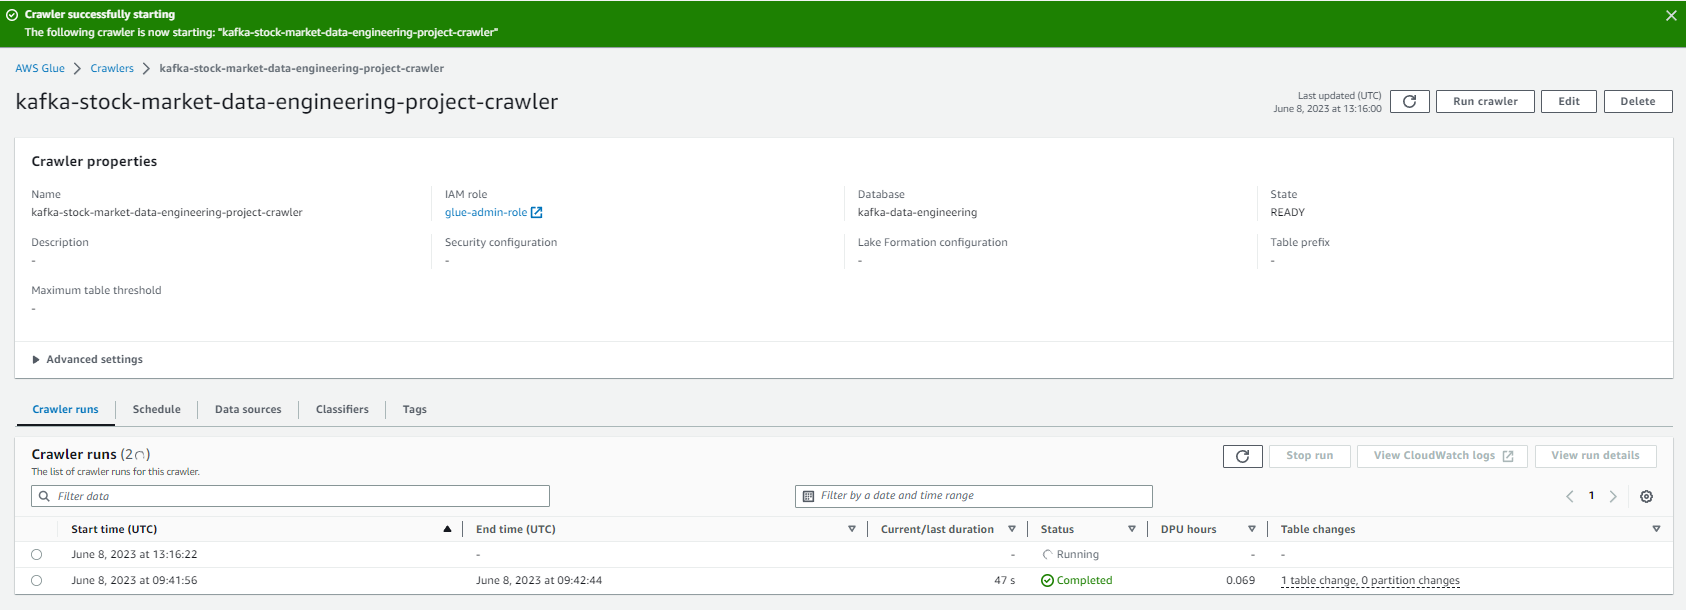 Crawler successfully starting
The following crawler is now starting: "kafka-stock-market-data-engineering-project-crawler"
AWS Glue > Crawlers > kafka-stock-market-data-engineering-project-crawler
kafka-stock-market-data-engineering-project-crawler
Last updated (UTC)
June 8, 2023 at 13:16:00
Run crawler Edit Delete
Crawler properties
Name IAM role Database State
kafka-stock-market-data-engineering-project-crawler glue-admin-role kafka-data-engineering READY
Description Security configuration Lake Formation configuration Table prefix
- - - -
Maximum table threshold
-
Advanced settings
Crawler runs Schedule Data sources Classifiers Tags
Crawler runs (2)
The list of crawler runs for this crawler.
Stop run View CloudWatch logs View run details
Filter data Filter by a date and time range < 1 >
Start time (UTC) End time (UTC) Current/last duration Status DPU hours Table changes
June 8, 2023 at 13:16:22 - - Running - -
June 8, 2023 at 09:41:56 June 8, 2023 at 09:42:44 47 s Completed 0.069 1 table change, 0 partition changes